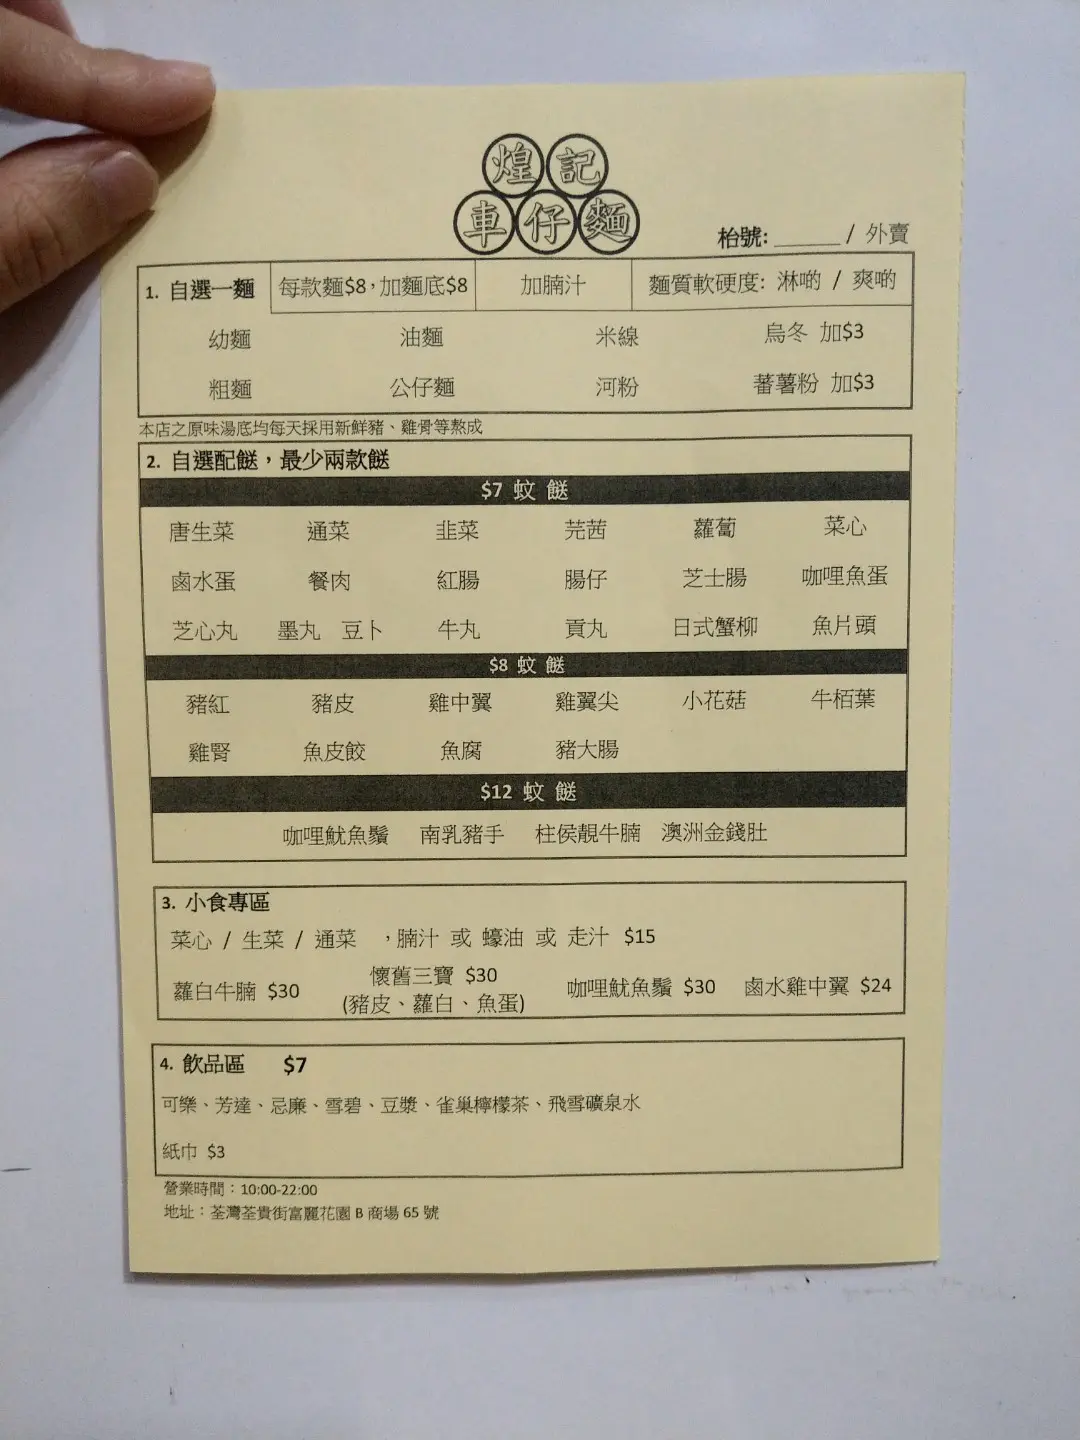 煌記
車仔麵
枱號: ______ / 外賣
1. 自選一麵 每款麵$8，加麵底$8 加腩汁 麵質軟硬度: 淋啲 / 爽啲
幼麵 油麵 米線 烏冬 加$3
粗麵 公仔麵 河粉 蕃薯粉 加$3
本店之原味湯底均每天採用新鮮豬、雞骨等熬成
2. 自選配餸，最少兩款餸
$7 蚊 餸
唐生菜 通菜 韭菜 芫茜 蘿蔔 菜心
鹵水蛋 餐肉 紅腸 腸仔 芝士腸 咖哩魚蛋
芝心丸 墨丸 豆卜 牛丸 貢丸 日式蟹柳 魚片頭
$8 蚊 餸
豬紅 豬皮 雞中翼 雞翼尖 小花菇 牛栢葉
雞腎 魚皮餃 魚腐 豬大腸
$12 蚊 餸
咖哩魷魚鬚 南乳豬手 柱侯靚牛腩 澳洲金錢肚
3. 小食專區
菜心 / 生菜 / 通菜 ，腩汁 或 蠔油 或 走汁 $15
蘿白牛腩 $30 懷舊三寶 $30 咖哩魷魚鬚 $30 鹵水雞中翼 $24
(豬皮、蘿白、魚蛋)
4. 飲品區 $7
可樂、芳達、忌廉、雪碧、豆漿、雀巢檸檬茶、飛雪礦泉水
紙巾 $3
營業時間：10:00-22:00
地址：荃灣荃貴街富麗花園 B 商場 65 號